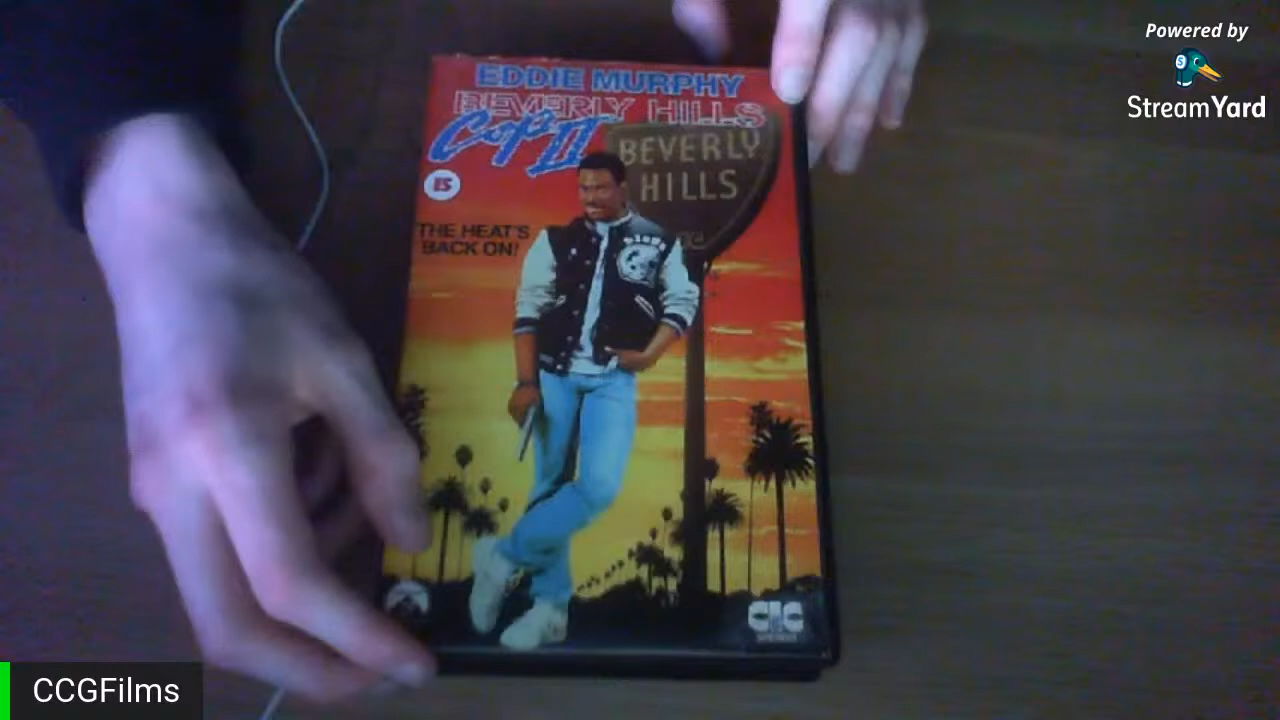 Powered by
StreamYard
EDDIE MURPHY
BEVERLY HILLS
Cop II
BEVERLY
HILLS
15
THE HEAT'S
BACK ON!
CIC
CCGFilms